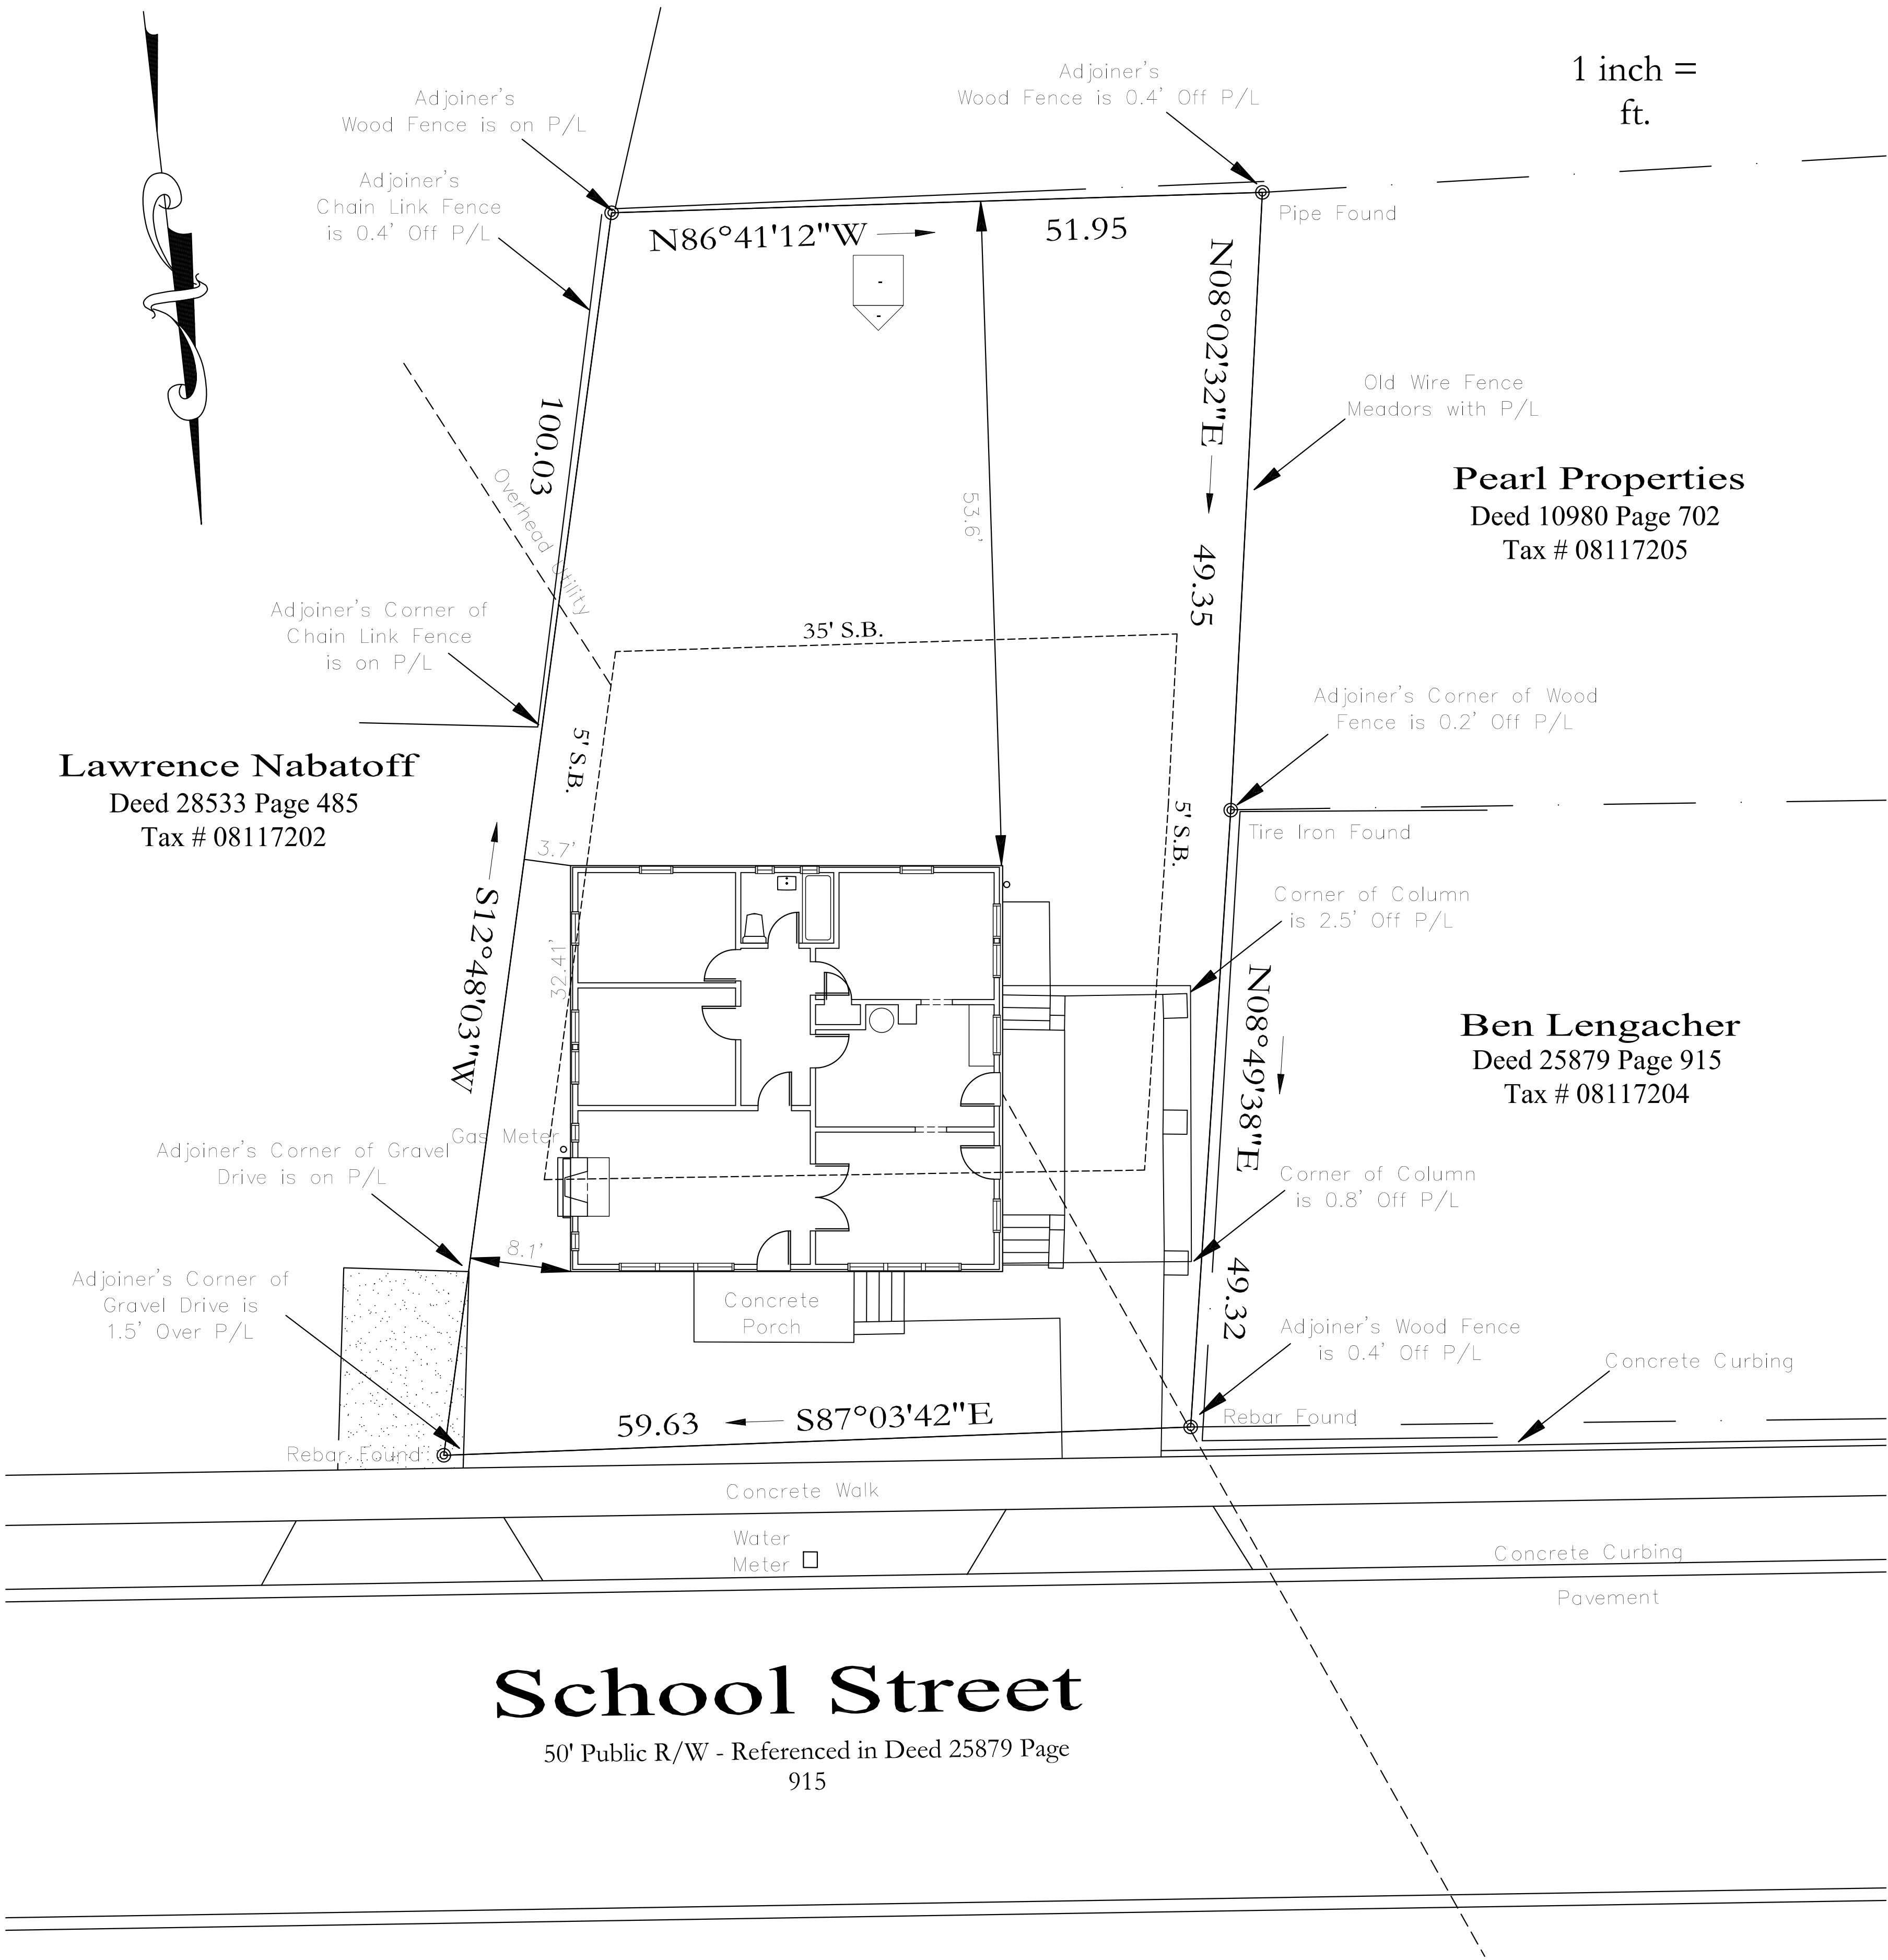 1 inch =
ft.
Adjoiner's
Wood Fence is 0.4' Off P/L
Adjoiner's
Wood Fence is on P/L
Adjoiner's
Chain Link Fence
is 0.4' Off P/L
Pipe Found
N86°41'12"W
51.95
N08°02'32"E
49.35
100.03
Overhead Utility
53.6'
Old Wire Fence
Meadors with P/L
Pearl Properties
Deed 10980 Page 702
Tax # 08117205
Adjoiner's Corner of
Chain Link Fence
is on P/L
35' S.B.
5' S.B.
5' S.B.
Adjoiner's Corner of Wood
Fence is 0.2' Off P/L
Tire Iron Found
Lawrence Nabatoff
Deed 28533 Page 485
Tax # 08117202
3.7'
32.41'
S12°48'03"W
Corner of Column
is 2.5' Off P/L
N08°49'38"E
49.32
Ben Lengacher
Deed 25879 Page 915
Tax # 08117204
Gas Meter
Adjoiner's Corner of Gravel
Drive is on P/L
Corner of Column
is 0.8' Off P/L
8.1'
Adjoiner's Corner of
Gravel Drive is
1.5' Over P/L
Concrete
Porch
Adjoiner's Wood Fence
is 0.4' Off P/L
Concrete Curbing
59.63
S87°03'42"E
Rebar Found
Rebar Found
Concrete Walk
Water
Meter
Concrete Curbing
Pavement
School Street
50' Public R/W - Referenced in Deed 25879 Page
915